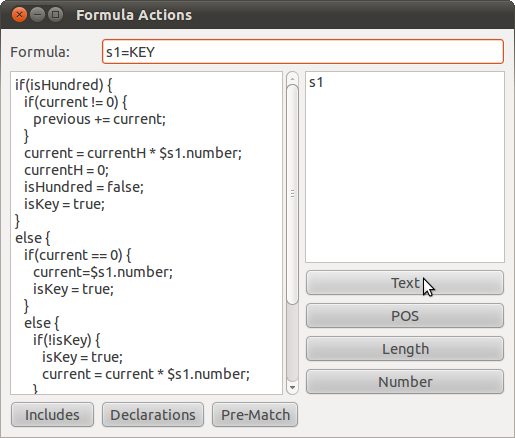 Formula Actions
Formula:
s1=KEY
if(isHundred) {
if(current != 0) {
previous += current;
}
current = currentH * $s1.number;
currentH = 0;
isHundred = false;
isKey = true;
}
else {
if(current == 0) {
current=$s1.number;
isKey = true;
}
else {
if(!isKey) {
isKey = true;
current = current * $s1.number;
}
s1
Text
POS
Length
Number
Includes
Declarations
Pre-Match